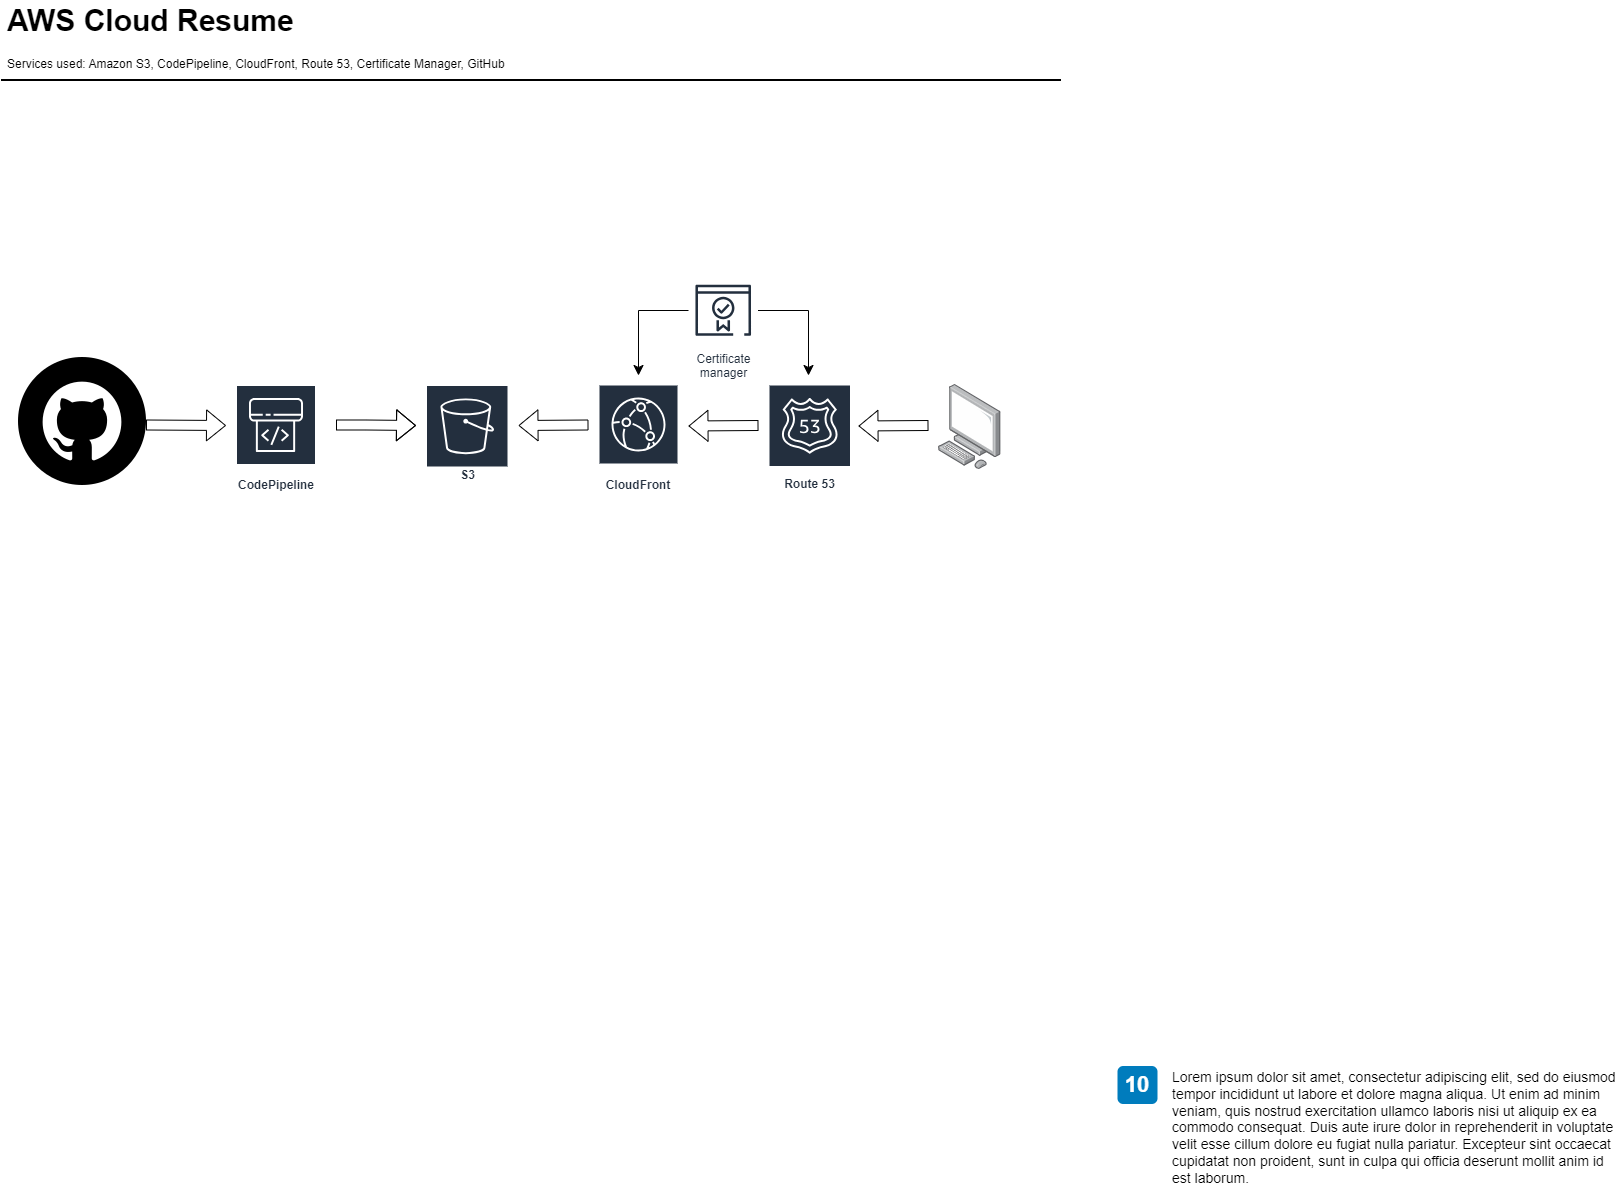 AWS Cloud Resume
Services used: Amazon S3, CodePipeline, CloudFront, Route 53, Certificate Manager, GitHub
Certificate
manager
53
CodePipeline
S3
CloudFront
Route 53
10
Lorem ipsum dolor sit amet, consectetur adipiscing elit, sed do eiusmod
tempor incididunt ut labore et dolore magna aliqua. Ut enim ad minim
veniam, quis nostrud exercitation ullamco laboris nisi ut aliquip ex ea
commodo consequat. Duis aute irure dolor in reprehenderit in voluptate
velit esse cillum dolore eu fugiat nulla pariatur. Excepteur sint occaecat
cupidatat non proident, sunt in culpa qui officia deserunt mollit anim id
est laborum.